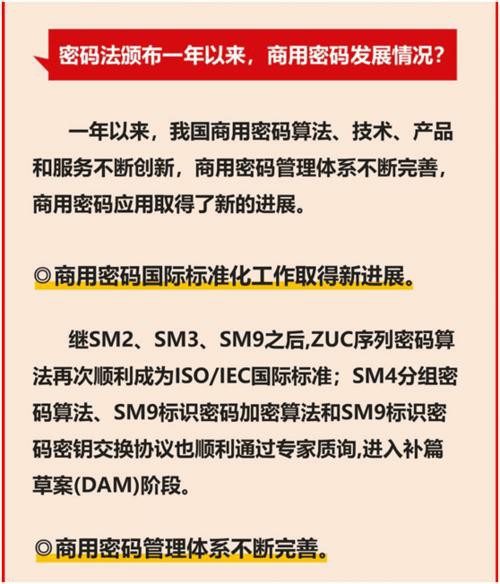 密码法颁布一年以来，商用密码发展情况？
一年以来，我国商用密码算法、技术、产品
和服务不断创新，商用密码管理体系不断完善，
商用密码应用取得了新的进展。
◎商用密码国际标准化工作取得新进展。
继SM2、SM3、SM9之后,ZUC序列密码算
法再次顺利成为ISO/IEC国际标准；SM4分组密
码算法、SM9标识密码加密算法和SM9标识密
码密钥交换协议也顺利通过专家质询,进入补篇
草案(DAM)阶段。
◎商用密码管理体系不断完善。